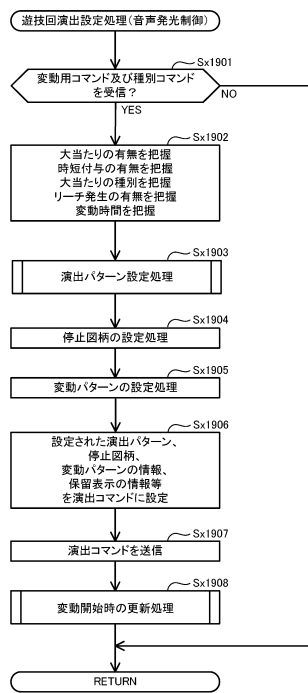 遊技回演出設定処理(音声発光制御)
Sx1901
変動用コマンド及び種別コマンド
を受信?
NO
YES
Sx1902
大当たりの有無を把握
時短付与の有無を把握
大当たりの種別を把握
リーチ発生の有無を把握
変動時間を把握
Sx1903
演出パターン設定処理
Sx1904
停止図柄の設定処理
Sx1905
変動パターンの設定処理
Sx1906
設定された演出パターン、
停止図柄、
変動パターンの情報、
保留表示の情報等
を演出コマンドに設定
Sx1907
演出コマンドを送信
Sx1908
変動開始時の更新処理
RETURN